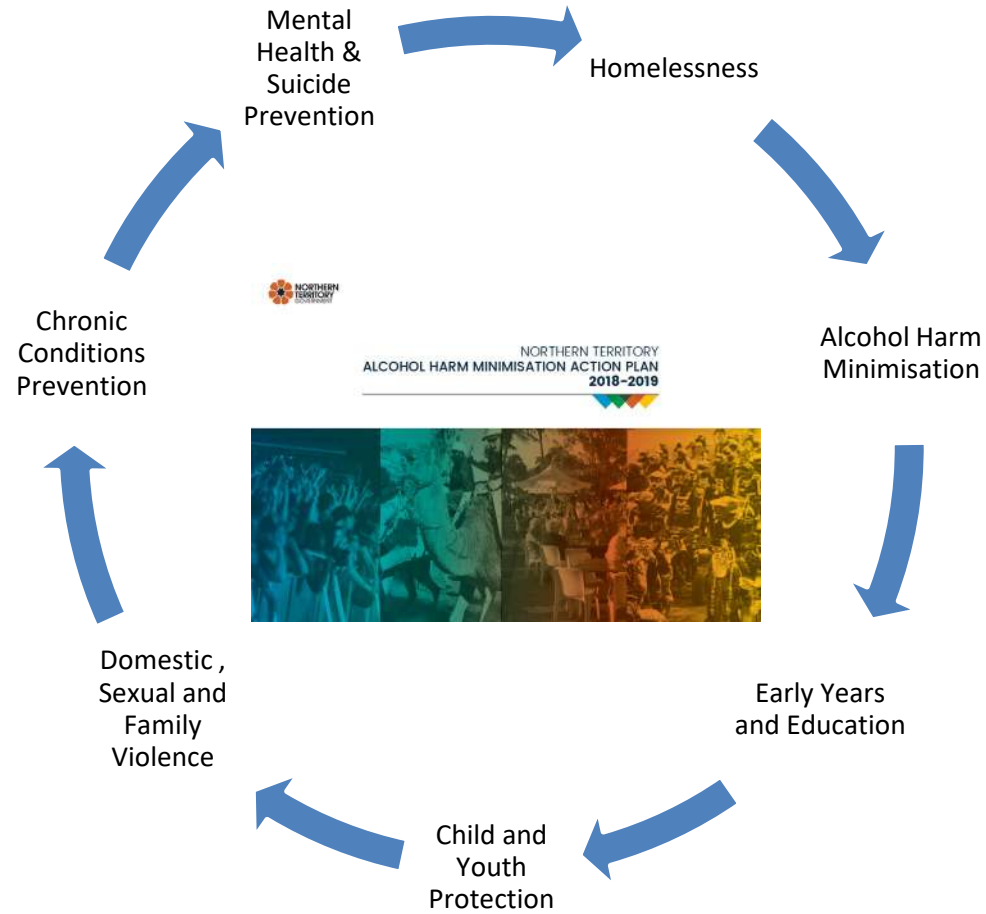 Mental
Health &
Suicide
Prevention
Homelessness
Alcohol Harm
Minimisation
Early Years
and Education
Child and
Youth
Protection
Domestic ,
Sexual and
Family
Violence
Chronic
Conditions
Prevention
NORTHERN
TERRITORY
GOVERNMENT
NORTHERN TERRITORY
ALCOHOL HARM MINIMISATION ACTION PLAN
2018-2019